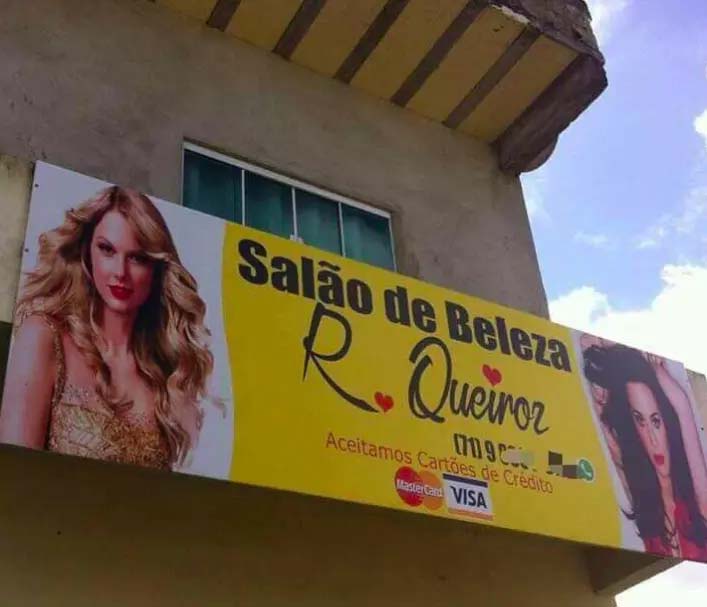 Salão de Beleza
R. Queiroz
(71) 9
Aceitamos Cartões de Crédito
MasterCard VISA